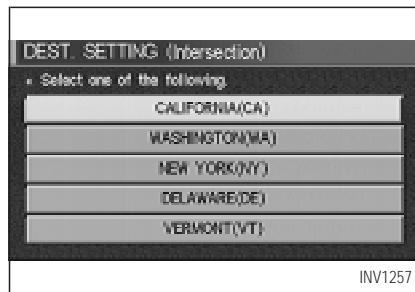 DEST. SETTING (Intersection)
• Select one of the following.
CALIFORNIA(CA)
WASHINGTON(WA)
NEW YORK(NY)
DELAWARE(DE)
VERMONT(VT)
INV1257